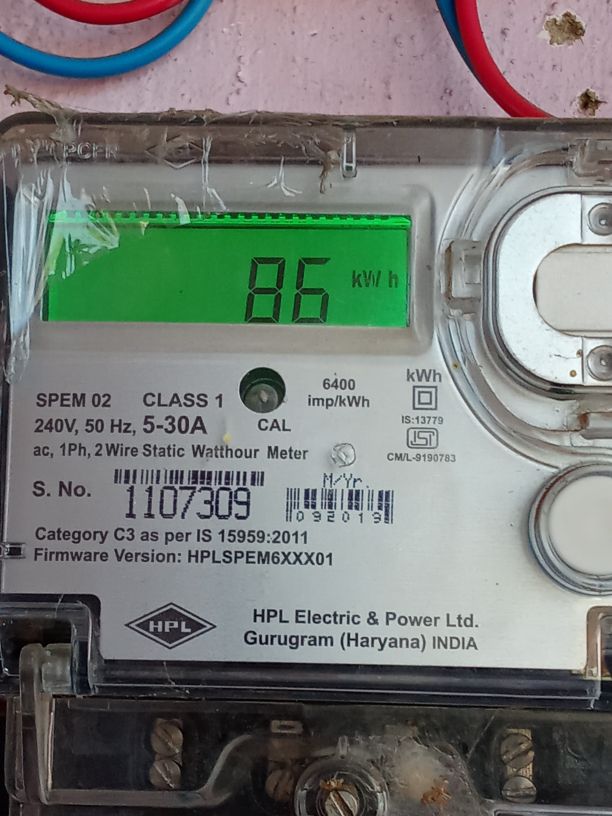 86 kWh
SPEM 02 CLASS 1 6400 kWh
240V, 50 Hz, 5-30A CAL imp/kWh
IS:13779
ac, 1Ph, 2 Wire Static Watthour Meter
ISI
CM/L-9190783
M/Yr.
S. No. 1107309
092019
Category C3 as per IS 15959:2011
Firmware Version: HPLSPEM6XXX01
HPL
HPL Electric & Power Ltd.
Gurugram (Haryana) INDIA